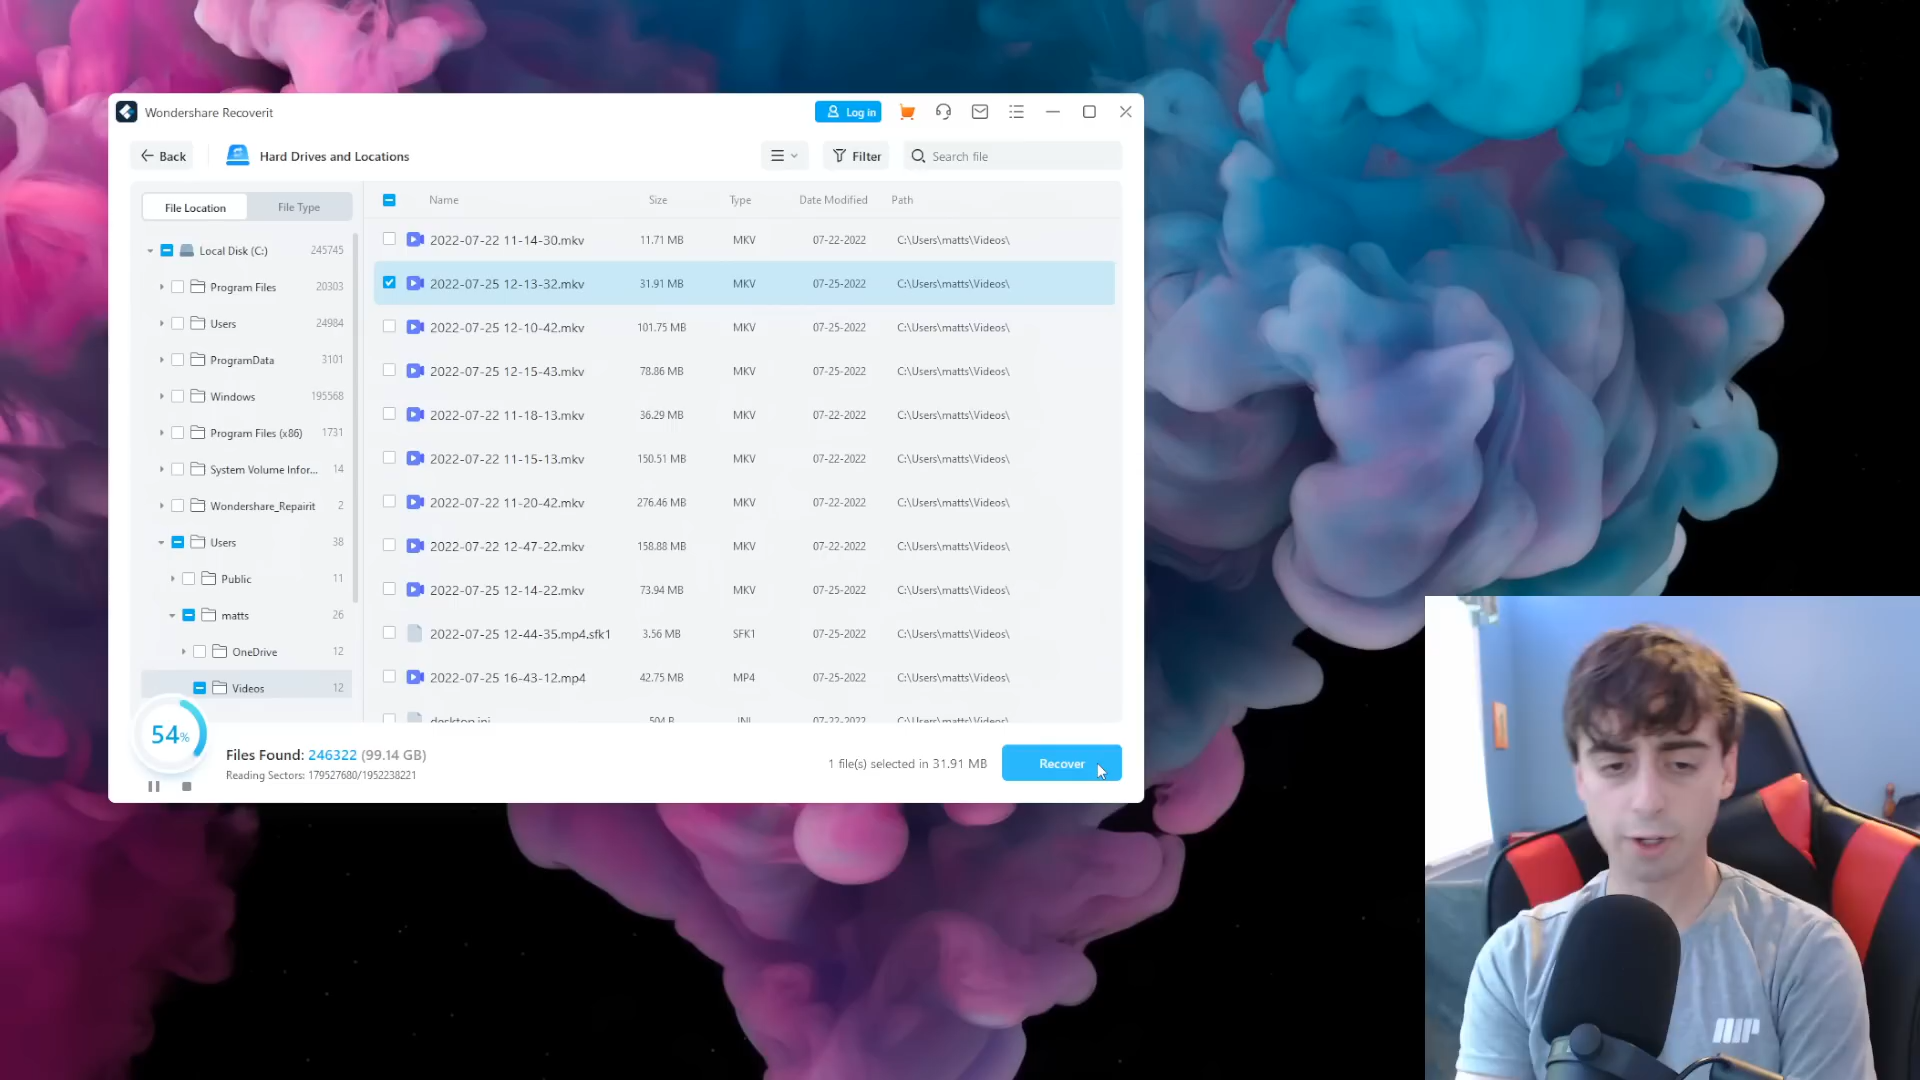 Wondershare Recoverit
Log in
Back
Hard Drives and Locations
Filter
Search file
File Location
File Type
Name Size Type Date Modified Path
Local Disk (C:) 245745
Program Files 20303
Users 24984
ProgramData 3101
Windows 195568
Program Files (x86) 1731
System Volume Infor... 14
Wondershare_Repairit 2
Users 38
Public 11
matts 26
OneDrive 12
Videos 12
2022-07-22 11-14-30.mkv 11.71 MB MKV 07-22-2022 C:\Users\matts\Videos\
2022-07-25 12-13-32.mkv 31.91 MB MKV 07-25-2022 C:\Users\matts\Videos\
2022-07-25 12-10-42.mkv 101.75 MB MKV 07-25-2022 C:\Users\matts\Videos\
2022-07-25 12-15-43.mkv 78.86 MB MKV 07-25-2022 C:\Users\matts\Videos\
2022-07-22 11-18-13.mkv 36.29 MB MKV 07-22-2022 C:\Users\matts\Videos\
2022-07-22 11-15-13.mkv 150.51 MB MKV 07-22-2022 C:\Users\matts\Videos\
2022-07-22 11-20-42.mkv 276.46 MB MKV 07-22-2022 C:\Users\matts\Videos\
2022-07-22 12-47-22.mkv 158.88 MB MKV 07-22-2022 C:\Users\matts\Videos\
2022-07-25 12-14-22.mkv 73.94 MB MKV 07-25-2022 C:\Users\matts\Videos\
2022-07-25 12-44-35.mp4.sfk1 3.56 MB SFK1 07-25-2022 C:\Users\matts\Videos\
2022-07-25 16-43-12.mp4 42.75 MB MP4 07-25-2022 C:\Users\matts\Videos\
desktop.ini 504 B INI 07-22-2022 C:\Users\matts\Videos\
54%
Files Found: 246322 (99.14 GB)
Reading Sectors: 179527680/1952238221
1 file(s) selected in 31.91 MB
Recover